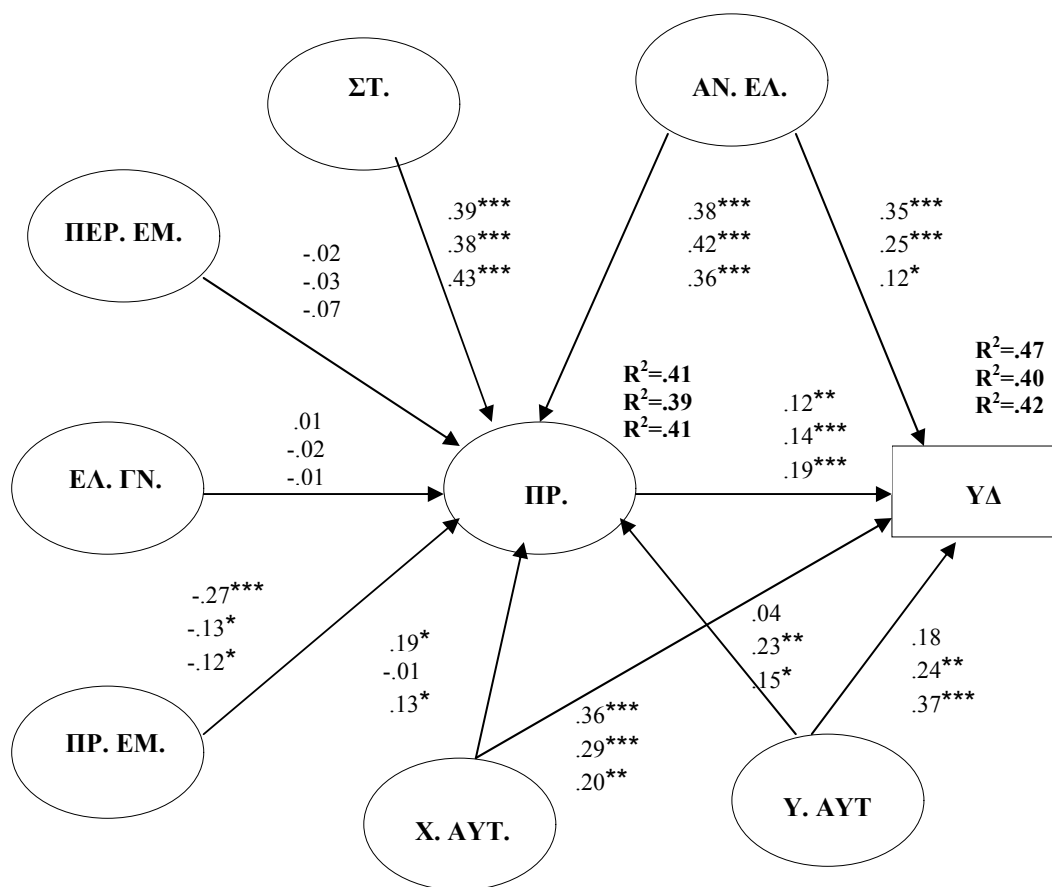 ΣΤ.
ΑΝ. ΕΛ.
ΠΕΡ. ΕΜ.
.39***
.38***
.43***
.38***
.42***
.36***
.35***
.25***
.12*
-.02
-.03
-.07
R²=.41
R²=.39
R²=.41
R²=.47
R²=.40
R²=.42
.12**
.14***
.19***
.01
-.02
-.01
ΕΛ. ΓΝ.
ΠΡ.
ΥΔ
-.27***
-.13*
-.12*
.19*
-.01
.13*
.04
.23**
.15*
.18
.24**
.37***
.36***
.29***
.20**
ΠΡ. ΕΜ.
Χ. ΑΥΤ.
Υ. ΑΥΤ